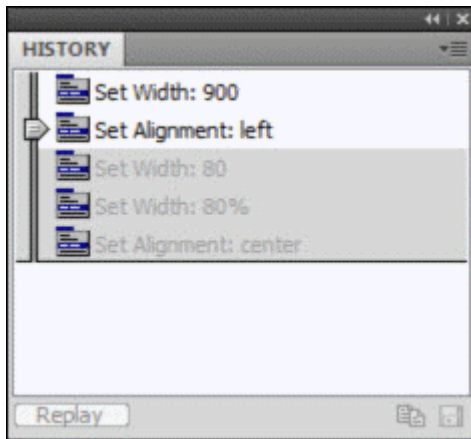 HISTORY
Set Width: 900
Set Alignment: left
Set Width: 80
Set Width: 80%
Set Alignment: center
Replay